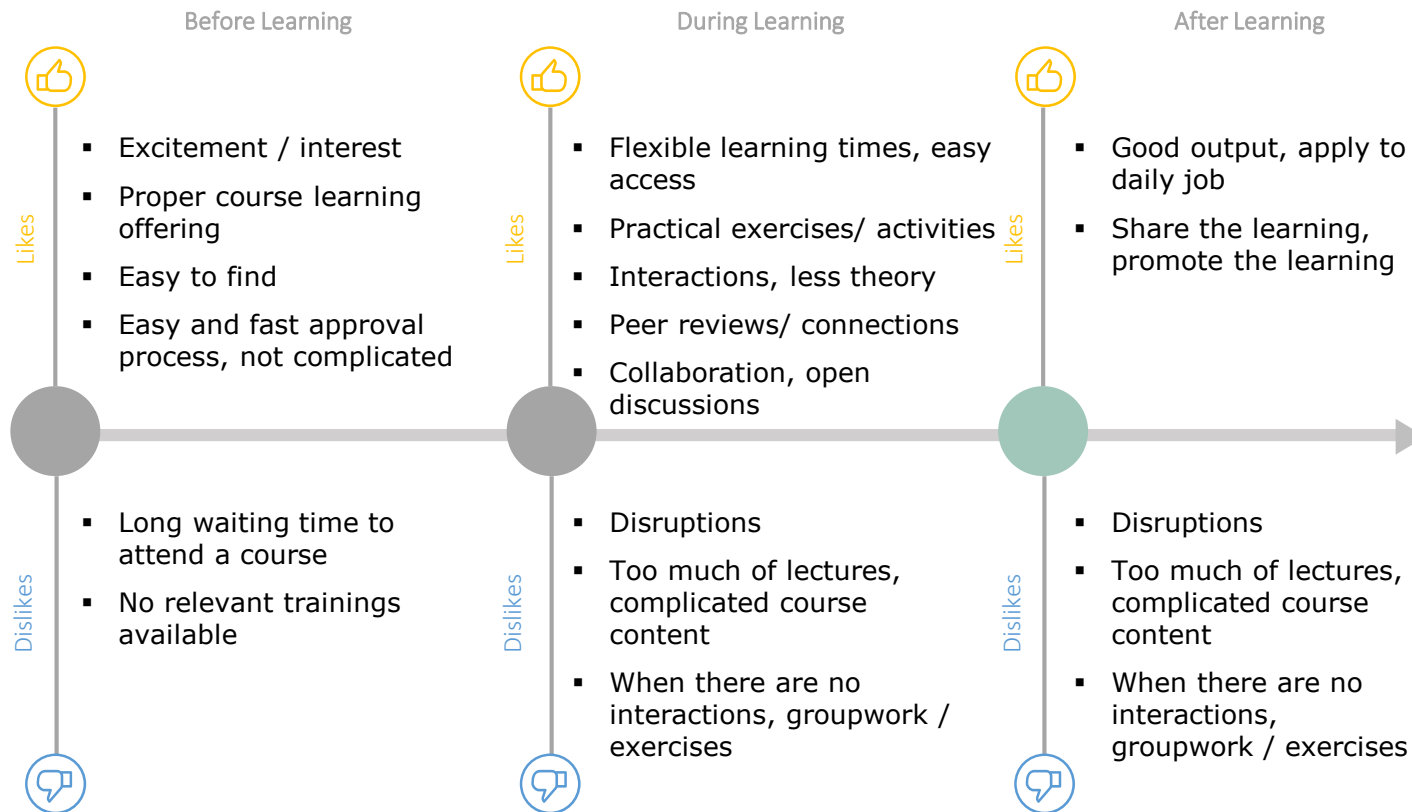 Before Learning
During Learning
After Learning
Likes
▪ Excitement / interest
▪ Proper course learning
offering
▪ Easy to find
▪ Easy and fast approval
process, not complicated
Likes
▪ Flexible learning times, easy
access
▪ Practical exercises/ activities
▪ Interactions, less theory
▪ Peer reviews/ connections
▪ Collaboration, open
discussions
Likes
▪ Good output, apply to
daily job
▪ Share the learning,
promote the learning
Dislikes
▪ Long waiting time to
attend a course
▪ No relevant trainings
available
Dislikes
▪ Disruptions
▪ Too much of lectures,
complicated course
content
▪ When there are no
interactions, groupwork /
exercises
Dislikes
▪ Disruptions
▪ Too much of lectures,
complicated course
content
▪ When there are no
interactions,
groupwork / exercises